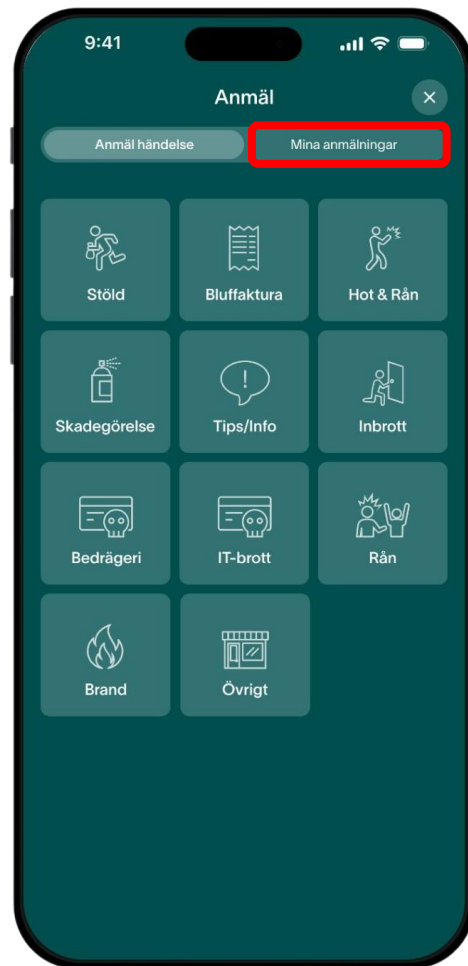 9:41
Anmäl
Anmäl händelse Mina anmälningar
Stöld Bluffaktura Hot & Rån
Skadegörelse Tips/Info Inbrott
Bedrägeri IT-brott Rån
Brand Övrigt